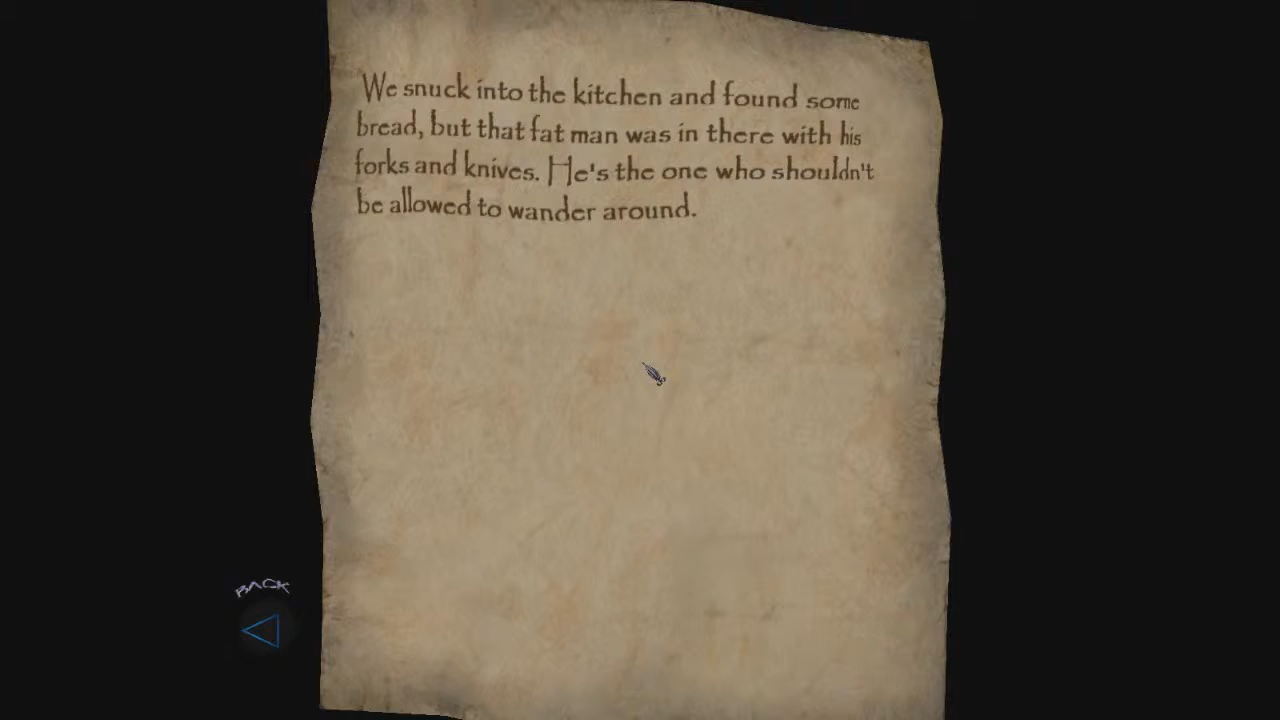 We snuck into the kitchen and found some
bread, but that fat man was in there with his
forks and knives. He's the one who shouldn't
be allowed to wander around.
BACK